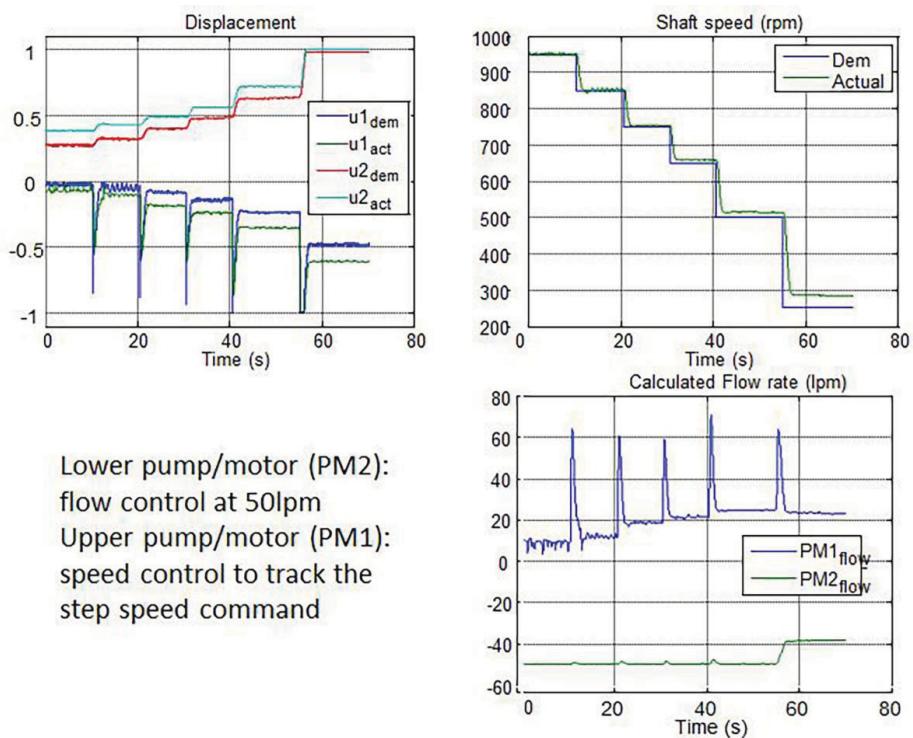 Displacement
1
0.5
0
-0.5
-1
0
20
40
60
80
Time (s)
u1dem
u1act
u2dem
u2act
Shaft speed (rpm)
1000
900
800
700
600
500
400
300
200
0
20
40
60
80
Time (s)
Dem
Actual
Calculated Flow rate (lpm)
80
60
40
20
0
-20
-40
-60
0
20
40
60
80
Time (s)
PM1flow
PM2flow
Lower pump/motor (PM2):
flow control at 50lpm
Upper pump/motor (PM1):
speed control to track the
step speed command